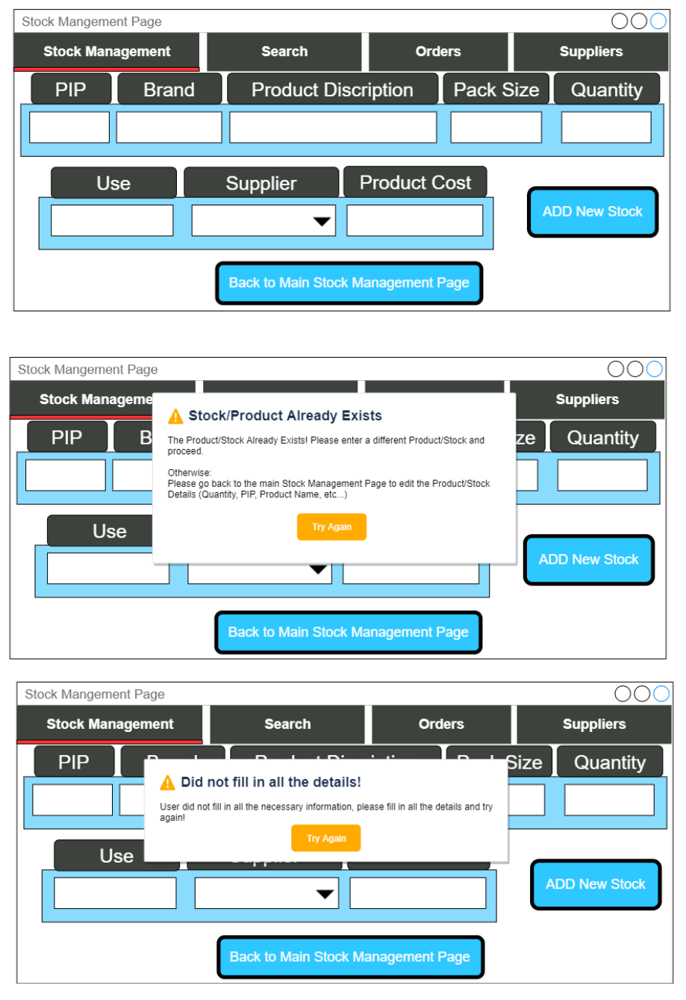 Stock Mangement Page
Stock Management Search Orders Suppliers
PIP Brand Product Discription Pack Size Quantity
Use Supplier Product Cost
ADD New Stock
Back to Main Stock Management Page
Stock Mangement Page
Stock Manageme Suppliers
Stock/Product Already Exists
PIP B ze Quantity
The Product/Stock Already Exists! Please enter a different Product/Stock and
proceed.
Otherwise:
Please go back to the main Stock Management Page to edit the Product/Stock
Details (Quantity, PIP, Product Name, etc...)
Try Again
Use
ADD New Stock
Back to Main Stock Management Page
Stock Mangement Page
Stock Management Search Orders Suppliers
PIP Size Quantity
Did not fill in all the details!
User did not fill in all the necessary information, please fill in all the details and try
again!
Try Again
Use
ADD New Stock
Back to Main Stock Management Page